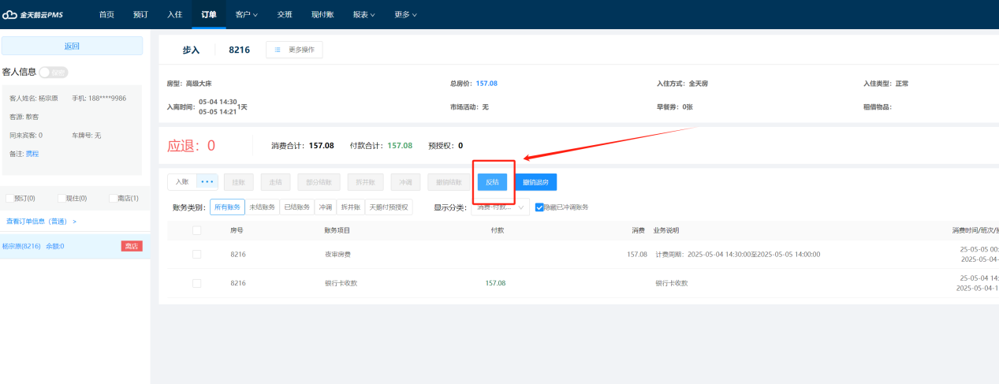 金天鹅云PMS 首页 预订 入住 订单 客户 交班 现付账 报表 更多
返回
客人信息 保密
客人姓名: 杨宗原 手机: 188****9986
客源: 散客
同来宾客: 0 车牌号: 无
备注: 携程
预订(0) 现住(0) 离店(1)
查看订单信息（普通） >
杨宗原(8216) 余额:0 离店
步入 8216 更多操作
房型: 高级大床 总房价: 157.08 入住方式: 全天房 入住类型: 正常
入离时间: 05-04 14:30 05-05 14:21 1天 市场活动: 无 早餐券: 0张 租借物品:
应退: 0 消费合计: 157.08 付款合计: 157.08 预授权: 0
入账 ••• 挂账 走结 部分结账 拆并账 冲调 撤销结账 反结 撤销退房
账务类别: 所有账务 未结账务 已结账务 冲调 拆并账 天赐付预授权 显示分类: 消费-付款... 隐藏已冲调账务
房号 账务项目 付款 消费 业务说明 消费时间/班次/
8216 夜审房费 157.08 计费周期: 2025-05-04 14:30:00至2025-05-05 14:00:00 25-05-05 00:
2025-05-04-
8216 银行卡收款 157.08 银行卡收款 25-05-04 14:
2025-05-04-1